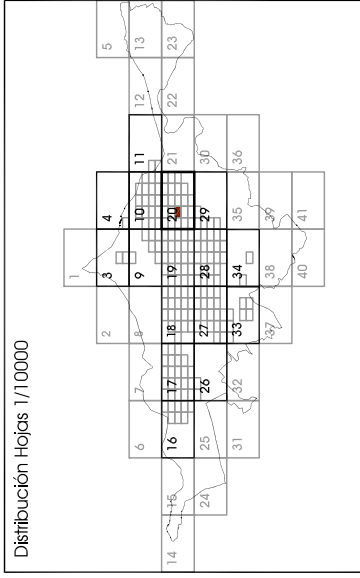 Distribución Hojas 1/10000
1
2 3 4 5
6 7 8 9 10 11 12 13
14 15 16 17 18 19 20 21 22 23
24 25 26 27 28 29 30
31 32 33 34 35 36
37 38 39
40 41